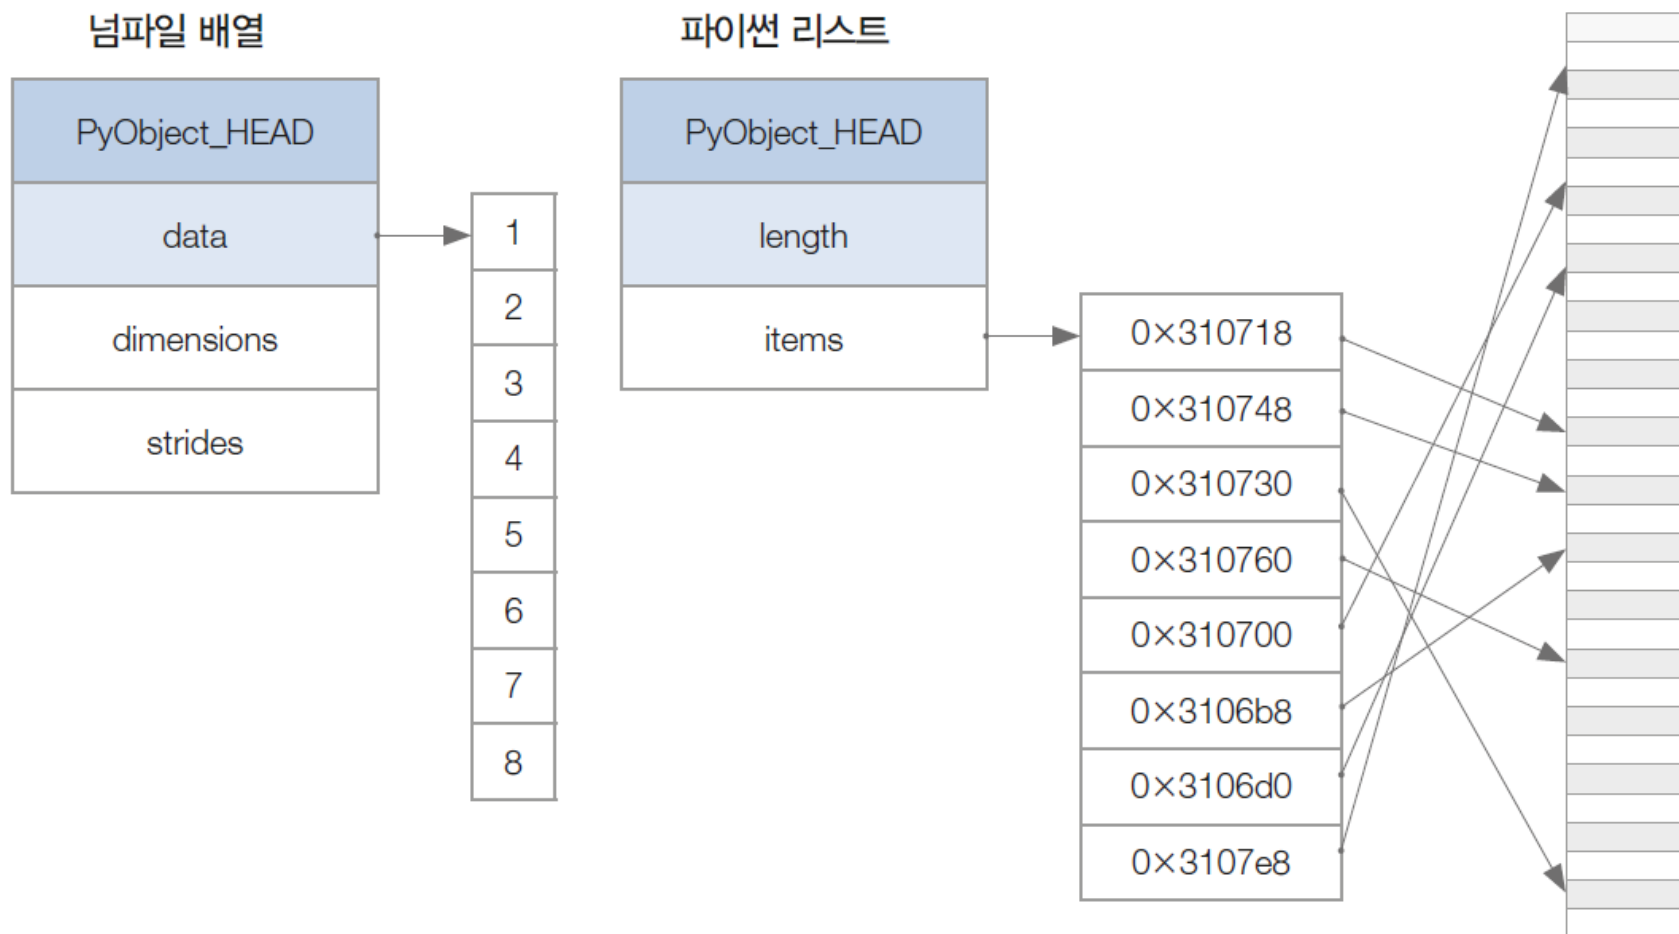 넘파일 배열
PyObject_HEAD
data
dimensions
strides
1
2
3
4
5
6
7
8
파이썬 리스트
PyObject_HEAD
length
items
0×310718
0×310748
0×310730
0×310760
0×310700
0×3106b8
0×3106d0
0×3107e8